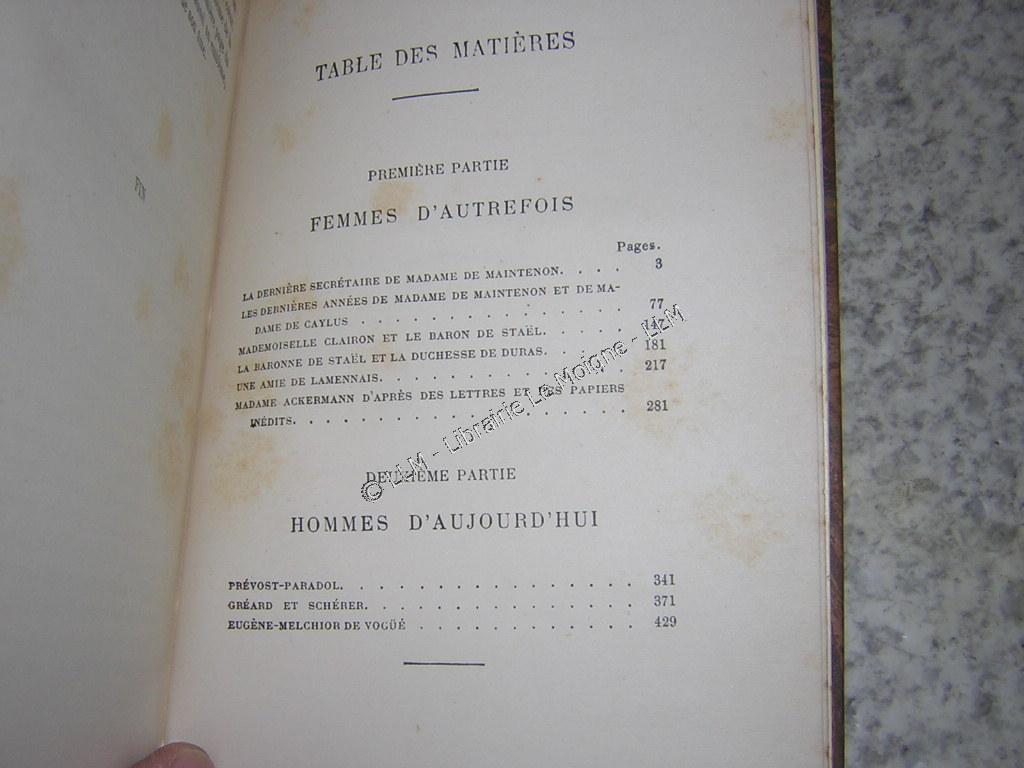 FIN
TABLE DES MATIÈRES
PREMIÈRE PARTIE
FEMMES D'AUTREFOIS
Pages.
LA DERNIÈRE SECRÉTAIRE DE MADAME DE MAINTENON. . . . 3
LES DERNIÈRES ANNÉES DE MADAME DE MAINTENON ET DE MA-
DAME DE CAYLUS . . . . . . . . . . . . . . 77
MADEMOISELLE CLAIRON ET LE BARON DE STAËL. . . . . 147
LA BARONNE DE STAËL ET LA DUCHESSE DE DURAS. . . . . 181
UNE AMIE DE LAMENNAIS. . . . . . . . . . . . . 217
MADAME ACKERMANN D'APRÈS DES LETTRES ET DES PAPIERS
INÉDITS. . . . . . . . . . . . . . . . . 281
DEUXIÈME PARTIE
HOMMES D'AUJOURD'HUI
PRÉVOST-PARADOL. . . . . . . . . . . . . . 341
GRÉARD ET SCHÉRER. . . . . . . . . . . . . 371
EUGÈNE-MELCHIOR DE VOGÜÉ . . . . . . . . . . . 429
© LLM - Librairie Le Moigne - LLM